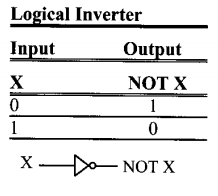 Logical Inverter
Input Output
X NOT X
0 1
1 0
X NOT X